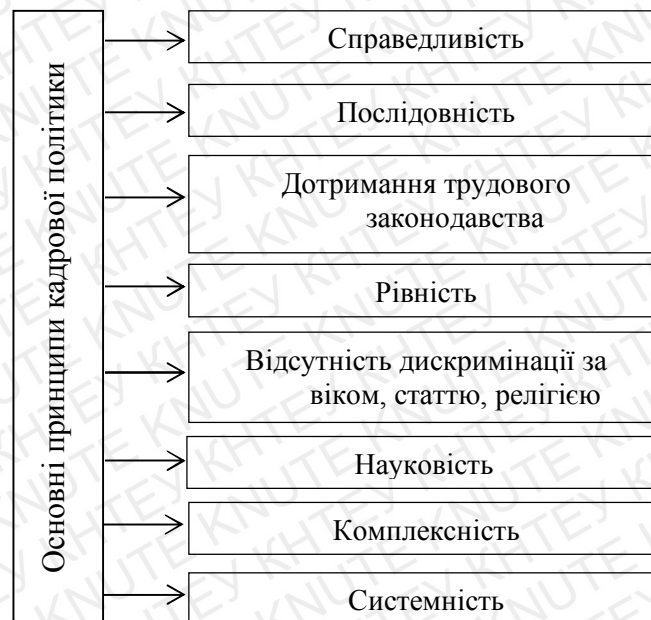 Основні принципи кадрової політики
Справедливість
Послідовність
Дотримання трудового
законодавства
Рівність
Відсутність дискримінації за
віком, статтю, релігією
Науковість
Комплексність
Системність